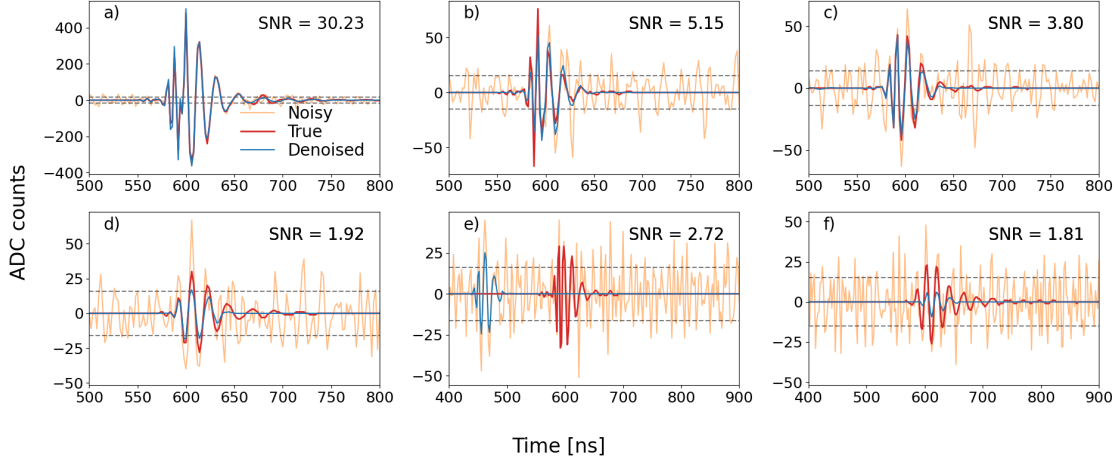 a)
SNR = 30.23
400
200
0
−200
−400
500 550 600 650 700 750 800
Noisy
True
Denoised
b)
SNR = 5.15
50
0
−50
500 550 600 650 700 750 800
c)
SNR = 3.80
50
0
−50
500 550 600 650 700 750 800
d)
SNR = 1.92
50
25
0
−25
−50
500 550 600 650 700 750 800
e)
SNR = 2.72
25
0
−25
−50
400 500 600 700 800 900
f)
SNR = 1.81
50
25
0
−25
−50
400 500 600 700 800 900
ADC counts
Time [ns]